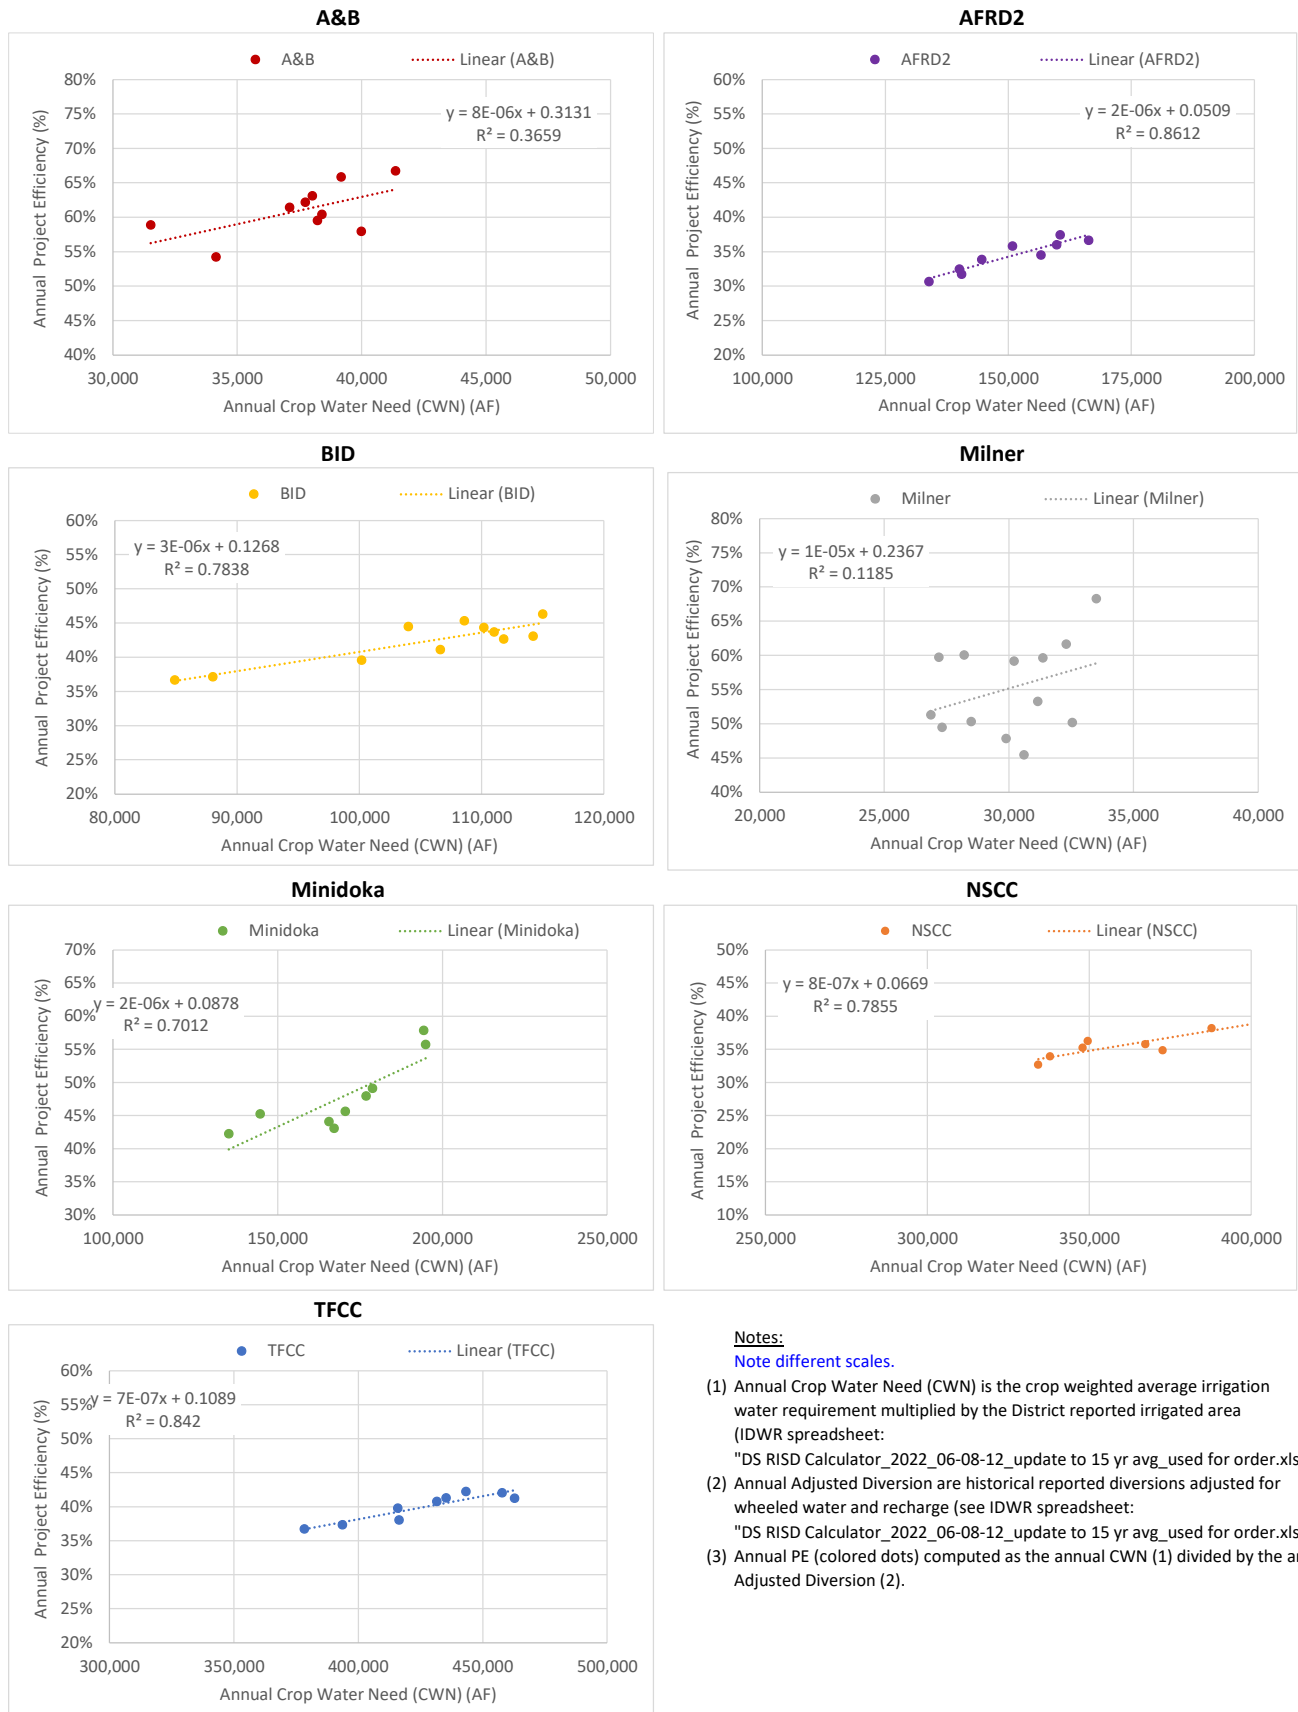 A&B
A&B Linear (A&B)
y = 8E-06x + 0.3131
R² = 0.3659
Annual Project Efficiency (%)
80%
75%
70%
65%
60%
55%
50%
45%
40%
30,000 35,000 40,000 45,000 50,000
Annual Crop Water Need (CWN) (AF)
AFRD2
AFRD2 Linear (AFRD2)
y = 2E-06x + 0.0509
R² = 0.8612
Annual Project Efficiency (%)
60%
55%
50%
45%
40%
35%
30%
25%
20%
100,000 125,000 150,000 175,000 200,000
Annual Crop Water Need (CWN) (AF)
BID
BID Linear (BID)
y = 3E-06x + 0.1268
R² = 0.7838
Annual Project Efficiency (%)
60%
55%
50%
45%
40%
35%
30%
25%
20%
80,000 90,000 100,000 110,000 120,000
Annual Crop Water Need (CWN) (AF)
Milner
Milner Linear (Milner)
y = 1E-05x + 0.2367
R² = 0.1185
Annual Project Efficiency (%)
80%
75%
70%
65%
60%
55%
50%
45%
40%
20,000 25,000 30,000 35,000 40,000
Annual Crop Water Need (CWN) (AF)
Minidoka
Minidoka Linear (Minidoka)
y = 2E-06x + 0.0878
R² = 0.7012
Annual Project Efficiency (%)
70%
65%
60%
55%
50%
45%
40%
35%
30%
100,000 150,000 200,000 250,000
Annual Crop Water Need (CWN) (AF)
NSCC
NSCC Linear (NSCC)
y = 8E-07x + 0.0669
R² = 0.7855
Annual Project Efficiency (%)
50%
45%
40%
35%
30%
25%
20%
15%
10%
250,000 300,000 350,000 400,000
Annual Crop Water Need (CWN) (AF)
TFCC
TFCC Linear (TFCC)
y = 7E-07x + 0.1089
R² = 0.842
Annual Project Efficiency (%)
60%
55%
50%
45%
40%
35%
30%
25%
20%
300,000 350,000 400,000 450,000 500,000
Annual Crop Water Need (CWN) (AF)
Notes:
Note different scales.
(1) Annual Crop Water Need (CWN) is the crop weighted average irrigation
water requirement multiplied by the District reported irrigated area
(IDWR spreadsheet:
"DS RISD Calculator_2022_06-08-12_update to 15 yr avg_used for order.xls
(2) Annual Adjusted Diversion are historical reported diversions adjusted for
wheeled water and recharge (see IDWR spreadsheet:
"DS RISD Calculator_2022_06-08-12_update to 15 yr avg_used for order.xls
(3) Annual PE (colored dots) computed as the annual CWN (1) divided by the a
Adjusted Diversion (2).